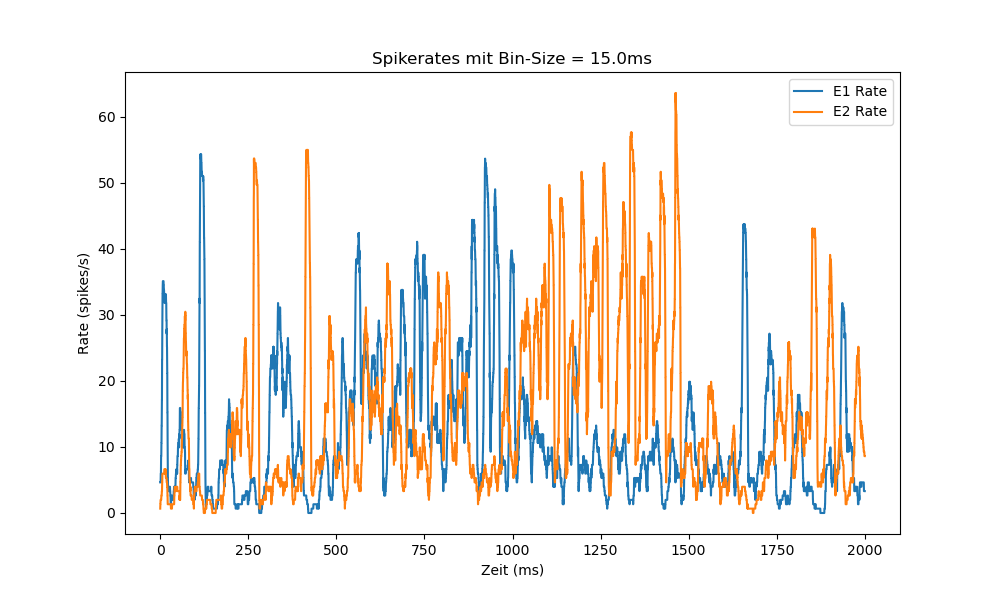 Spikerates mit Bin-Size = 15.0ms
E1 Rate
E2 Rate
Rate (spikes/s)
60
50
40
30
20
10
0
0 250 500 750 1000 1250 1500 1750 2000
Zeit (ms)